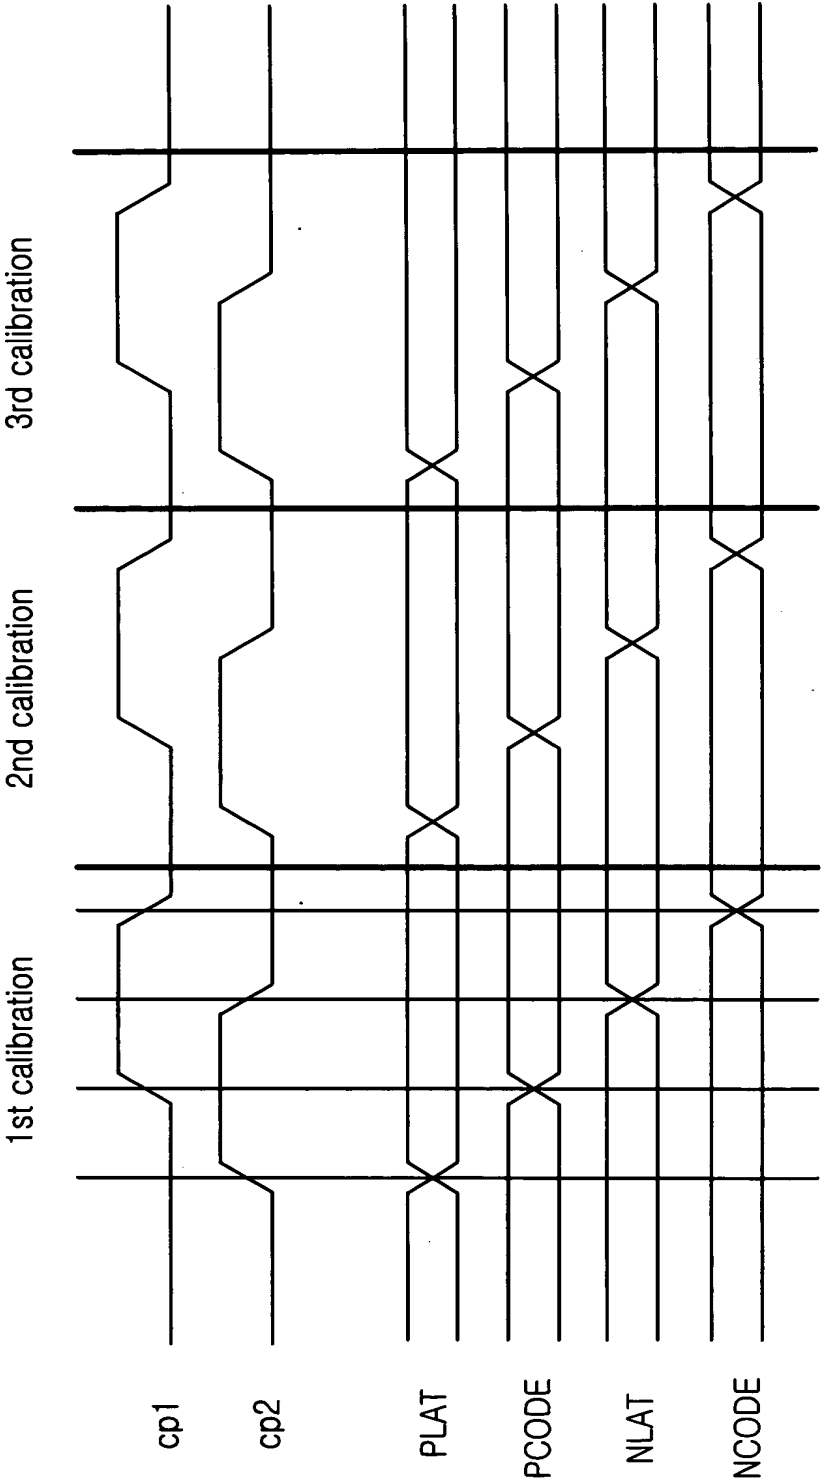 1st calibration
2nd calibration
3rd calibration
cp1
cp2
PLAT
PCODE
NLAT
NCODE